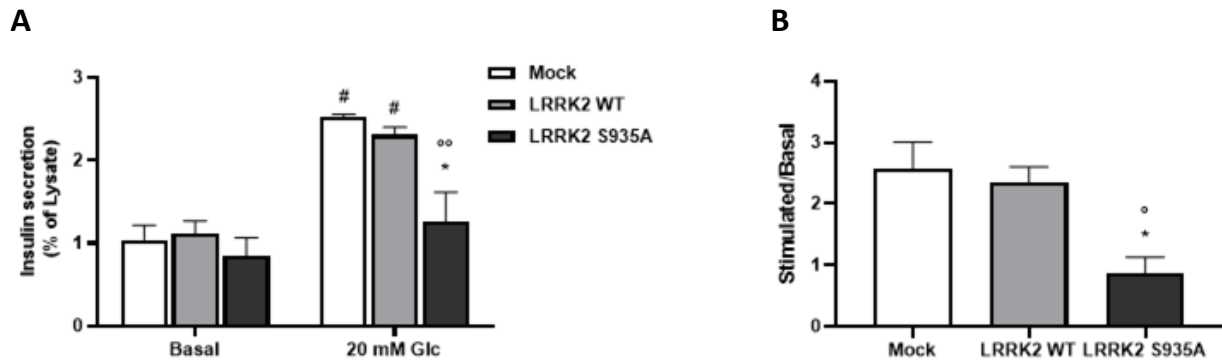 A
B
Insulin secretion
(% of Lysate)
3
2
1
0
#
#
°°
*
Basal
20 mM Glc
Mock
LRRK2 WT
LRRK2 S935A
Stimulated/Basal
4
3
2
1
0
°
*
Mock
LRRK2 WT
LRRK2 S935A